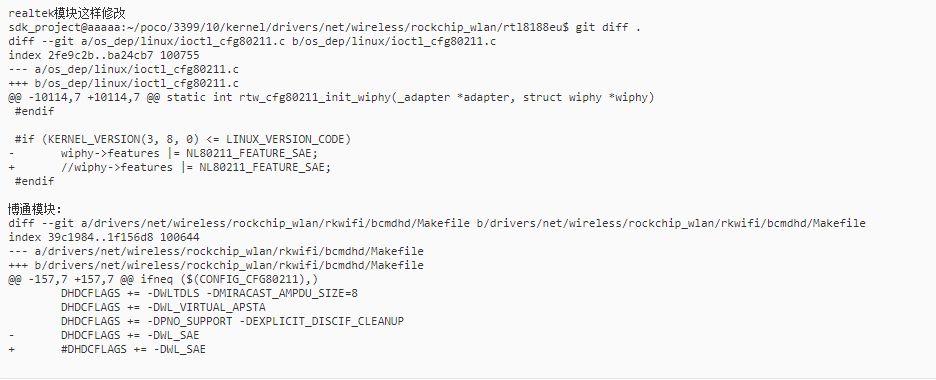 realtek模块这样修改
sdk_project@aaaaa:~/poco/3399/10/kernel/drivers/net/wireless/rockchip_wlan/rtl8188eu$ git diff .
diff --git a/os_dep/linux/ioctl_cfg80211.c b/os_dep/linux/ioctl_cfg80211.c
index 2fe9c2b..ba24cb7 100755
--- a/os_dep/linux/ioctl_cfg80211.c
+++ b/os_dep/linux/ioctl_cfg80211.c
@@ -10114,7 +10114,7 @@ static int rtw_cfg80211_init_wiphy(_adapter *adapter, struct wiphy *wiphy)
 #endif

 #if (KERNEL_VERSION(3, 8, 0) <= LINUX_VERSION_CODE)
-       wiphy->features |= NL80211_FEATURE_SAE;
+       //wiphy->features |= NL80211_FEATURE_SAE;
 #endif

博通模块:
diff --git a/drivers/net/wireless/rockchip_wlan/rkwifi/bcmdhd/Makefile b/drivers/net/wireless/rockchip_wlan/rkwifi/bcmdhd/Makefile
index 39c1984..1f156d8 100644
--- a/drivers/net/wireless/rockchip_wlan/rkwifi/bcmdhd/Makefile
+++ b/drivers/net/wireless/rockchip_wlan/rkwifi/bcmdhd/Makefile
@@ -157,7 +157,7 @@ ifneq ($(CONFIG_CFG80211),)
        DHDCFLAGS += -DWLTDLS -DMIRACAST_AMPDU_SIZE=8
        DHDCFLAGS += -DWL_VIRTUAL_APSTA
        DHDCFLAGS += -DPNO_SUPPORT -DEXPLICIT_DISCIF_CLEANUP
-       DHDCFLAGS += -DWL_SAE
+       #DHDCFLAGS += -DWL_SAE